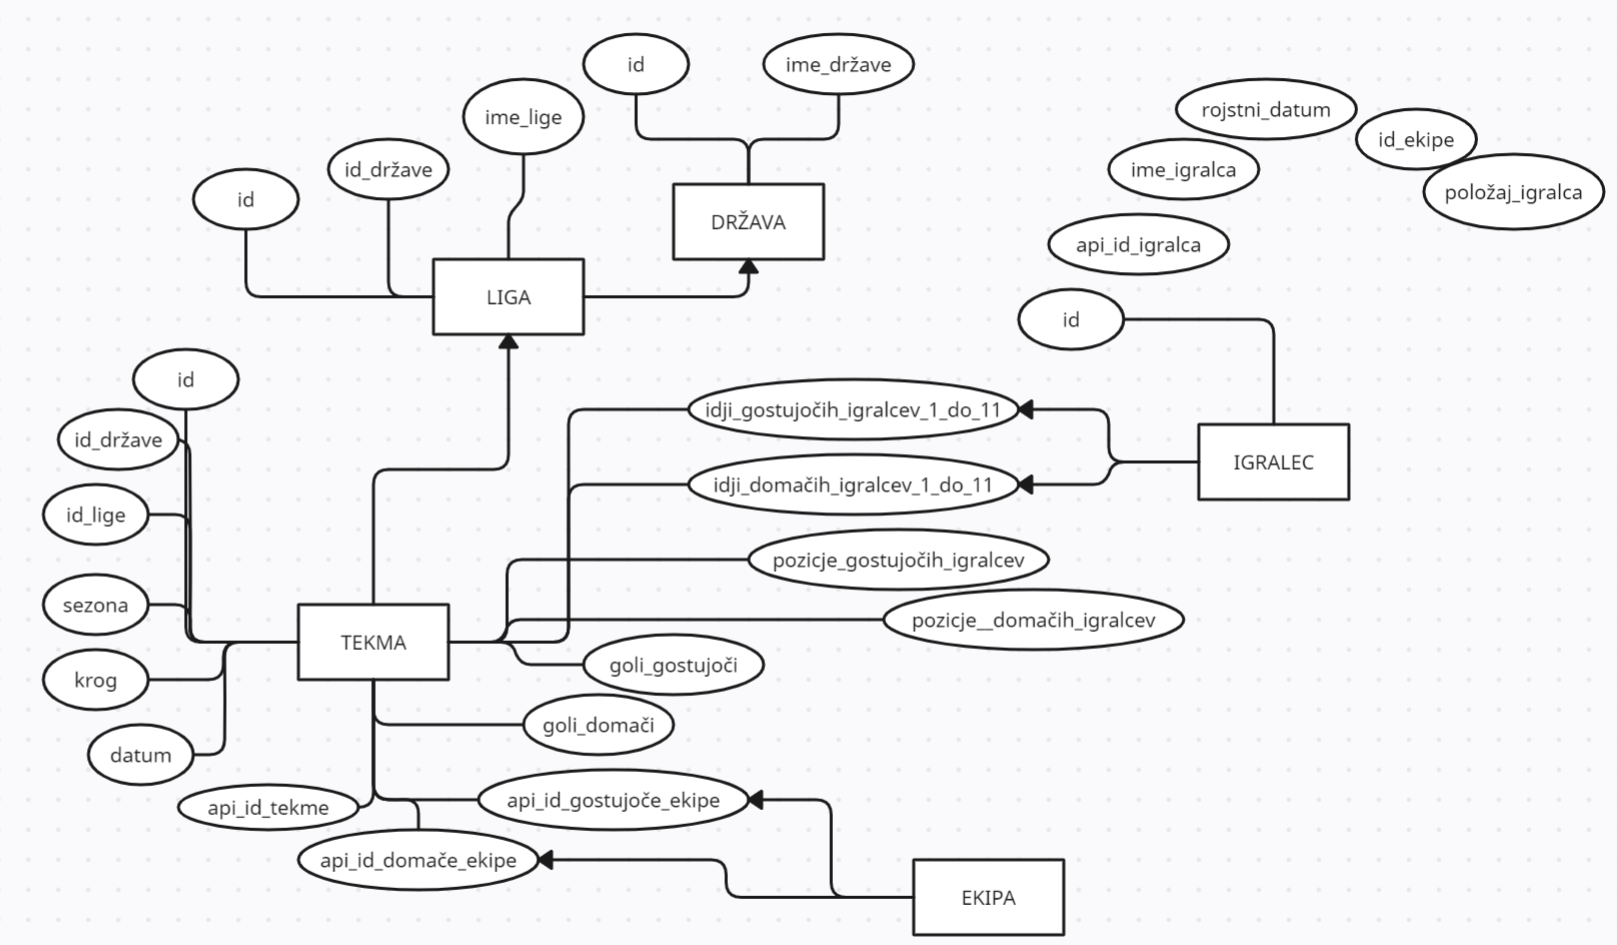 id
ime_države
ime_lige
rojstni_datum
id_ekipe
ime_igralca
položaj_igralca
id_države
id
DRŽAVA
api_id_igralca
LIGA
id
id
id_države
idji_gostujočih_igralcev_1_do_11
IGRALEC
idji_domačih_igralcev_1_do_11
id_lige
pozicje_gostujočih_igralcev
sezona
pozicje__domačih_igralcev
TEKMA
goli_gostujoči
krog
goli_domači
datum
api_id_tekme
api_id_gostujoče_ekipe
api_id_domače_ekipe
EKIPA